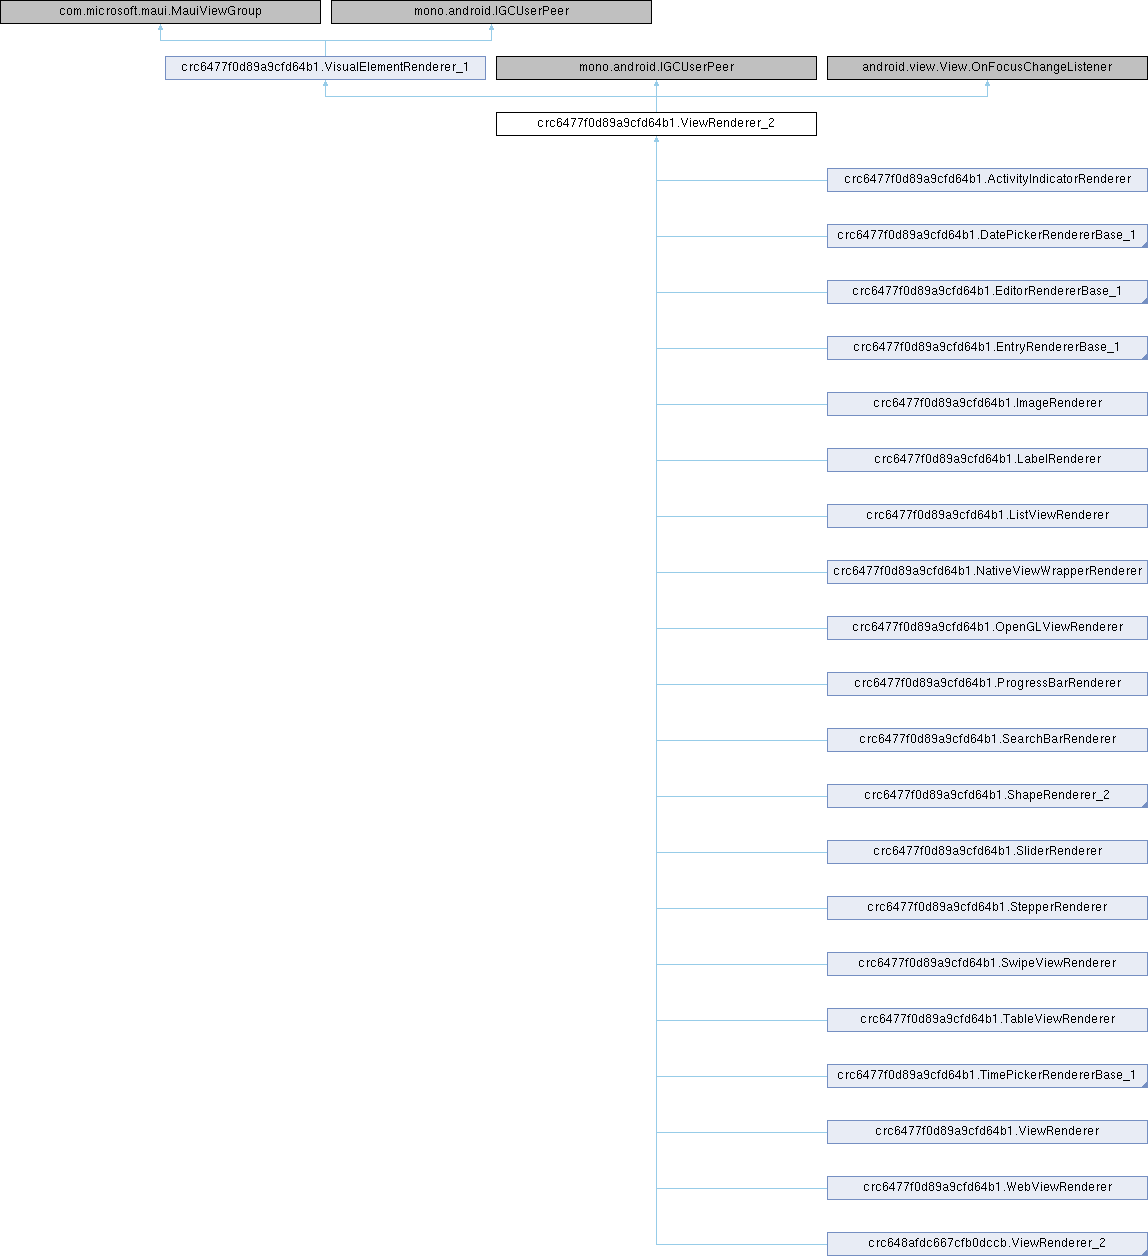 com.microsoft.maui.MauiViewGroup
mono.android.IGCUserPeer
crc6477f0d89a9cfd64b1.VisualElementRenderer_1
mono.android.IGCUserPeer
android.view.View.OnFocusChangeListener
crc6477f0d89a9cfd64b1.ViewRenderer_2
crc6477f0d89a9cfd64b1.ActivityIndicatorRenderer
crc6477f0d89a9cfd64b1.DatePickerRendererBase_1
crc6477f0d89a9cfd64b1.EditorRendererBase_1
crc6477f0d89a9cfd64b1.EntryRendererBase_1
crc6477f0d89a9cfd64b1.ImageRenderer
crc6477f0d89a9cfd64b1.LabelRenderer
crc6477f0d89a9cfd64b1.ListViewRenderer
crc6477f0d89a9cfd64b1.NativeViewWrapperRenderer
crc6477f0d89a9cfd64b1.OpenGLViewRenderer
crc6477f0d89a9cfd64b1.ProgressBarRenderer
crc6477f0d89a9cfd64b1.SearchBarRenderer
crc6477f0d89a9cfd64b1.ShapeRenderer_2
crc6477f0d89a9cfd64b1.SliderRenderer
crc6477f0d89a9cfd64b1.StepperRenderer
crc6477f0d89a9cfd64b1.SwipeViewRenderer
crc6477f0d89a9cfd64b1.TableViewRenderer
crc6477f0d89a9cfd64b1.TimePickerRendererBase_1
crc6477f0d89a9cfd64b1.ViewRenderer
crc6477f0d89a9cfd64b1.WebViewRenderer
crc648afdc667cfb0dccb.ViewRenderer_2